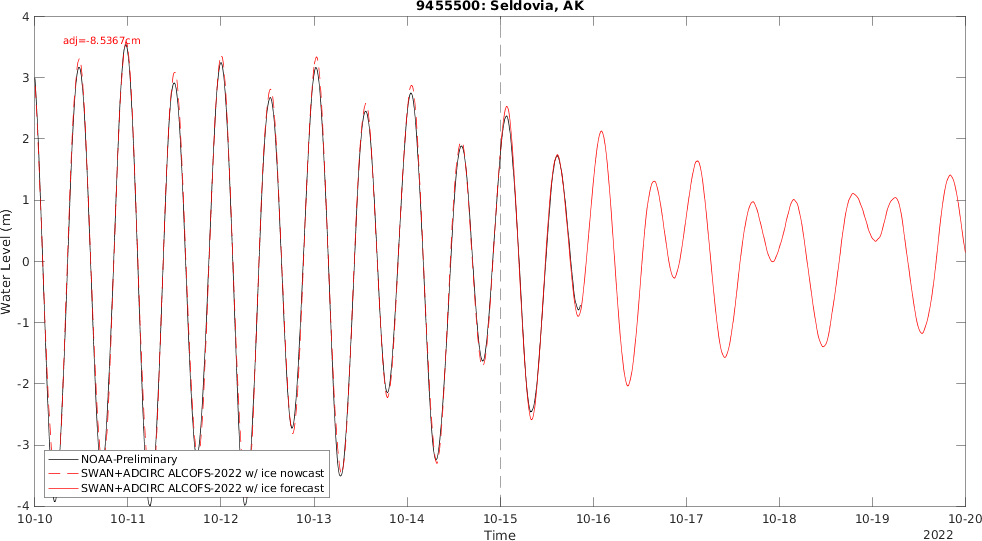 9455500: Seldovia, AK
adj=-8.5367cm
4
3
2
1
0
-1
-2
-3
-4
Water Level (m)
NOAA-Preliminary
SWAN+ADCIRC ALCOFS-2022 w/ ice nowcast
SWAN+ADCIRC ALCOFS-2022 w/ ice forecast
10-10 10-11 10-12 10-13 10-14 10-15 10-16 10-17 10-18 10-19 10-20
Time
2022